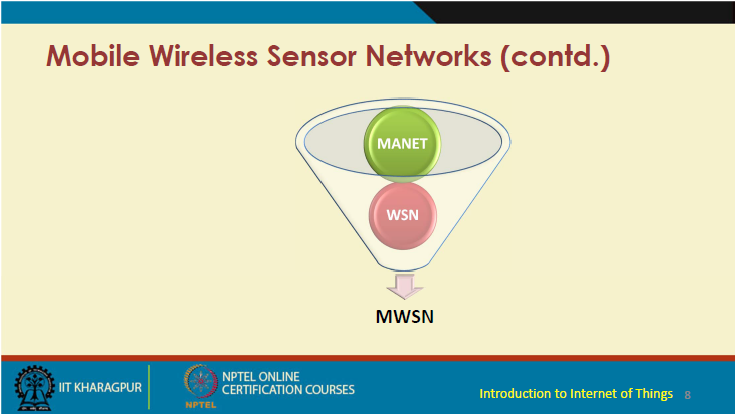 Mobile Wireless Sensor Networks (contd.)
MANET
WSN
MWSN
IIT KHARAGPUR
NPTEL ONLINE
CERTIFICATION COURSES
NPTEL
Introduction to Internet of Things
8